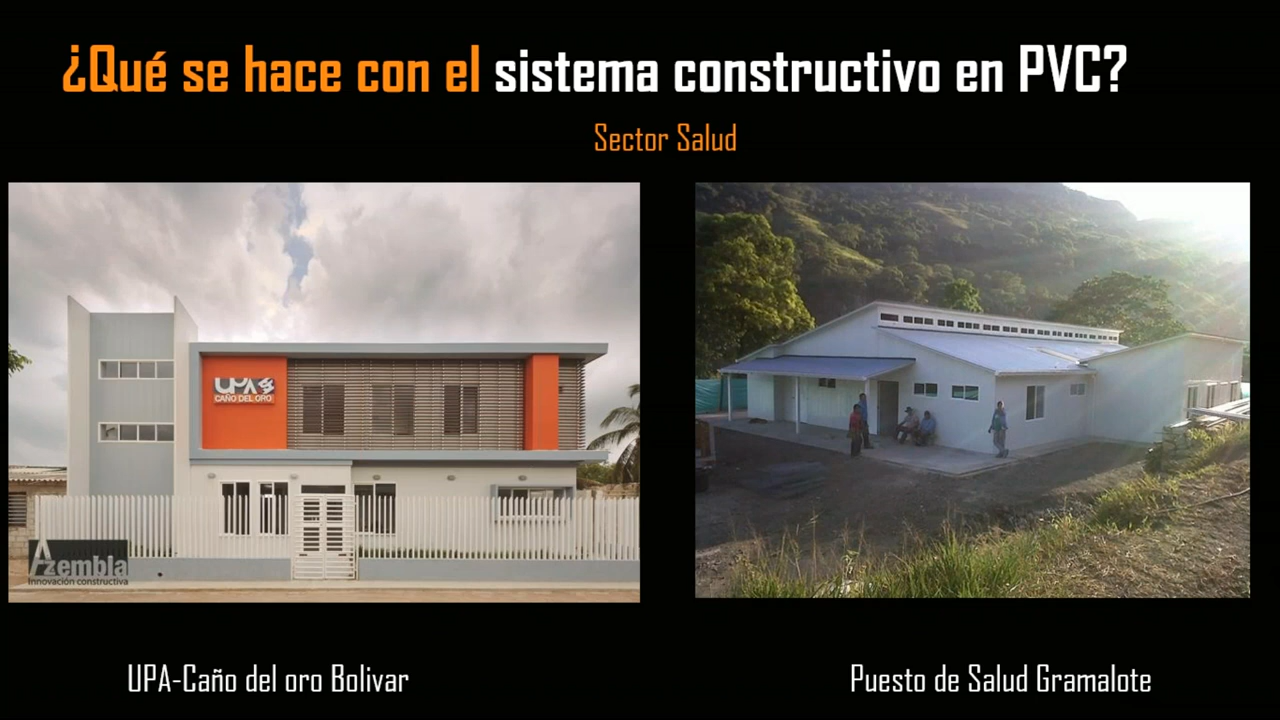 ¿Qué se hace con el sistema constructivo en PVC?
Sector Salud
UPA
CAÑO DEL ORO
Azembla
Innovación constructiva
UPA-Caño del oro Bolivar
Puesto de Salud Gramalote